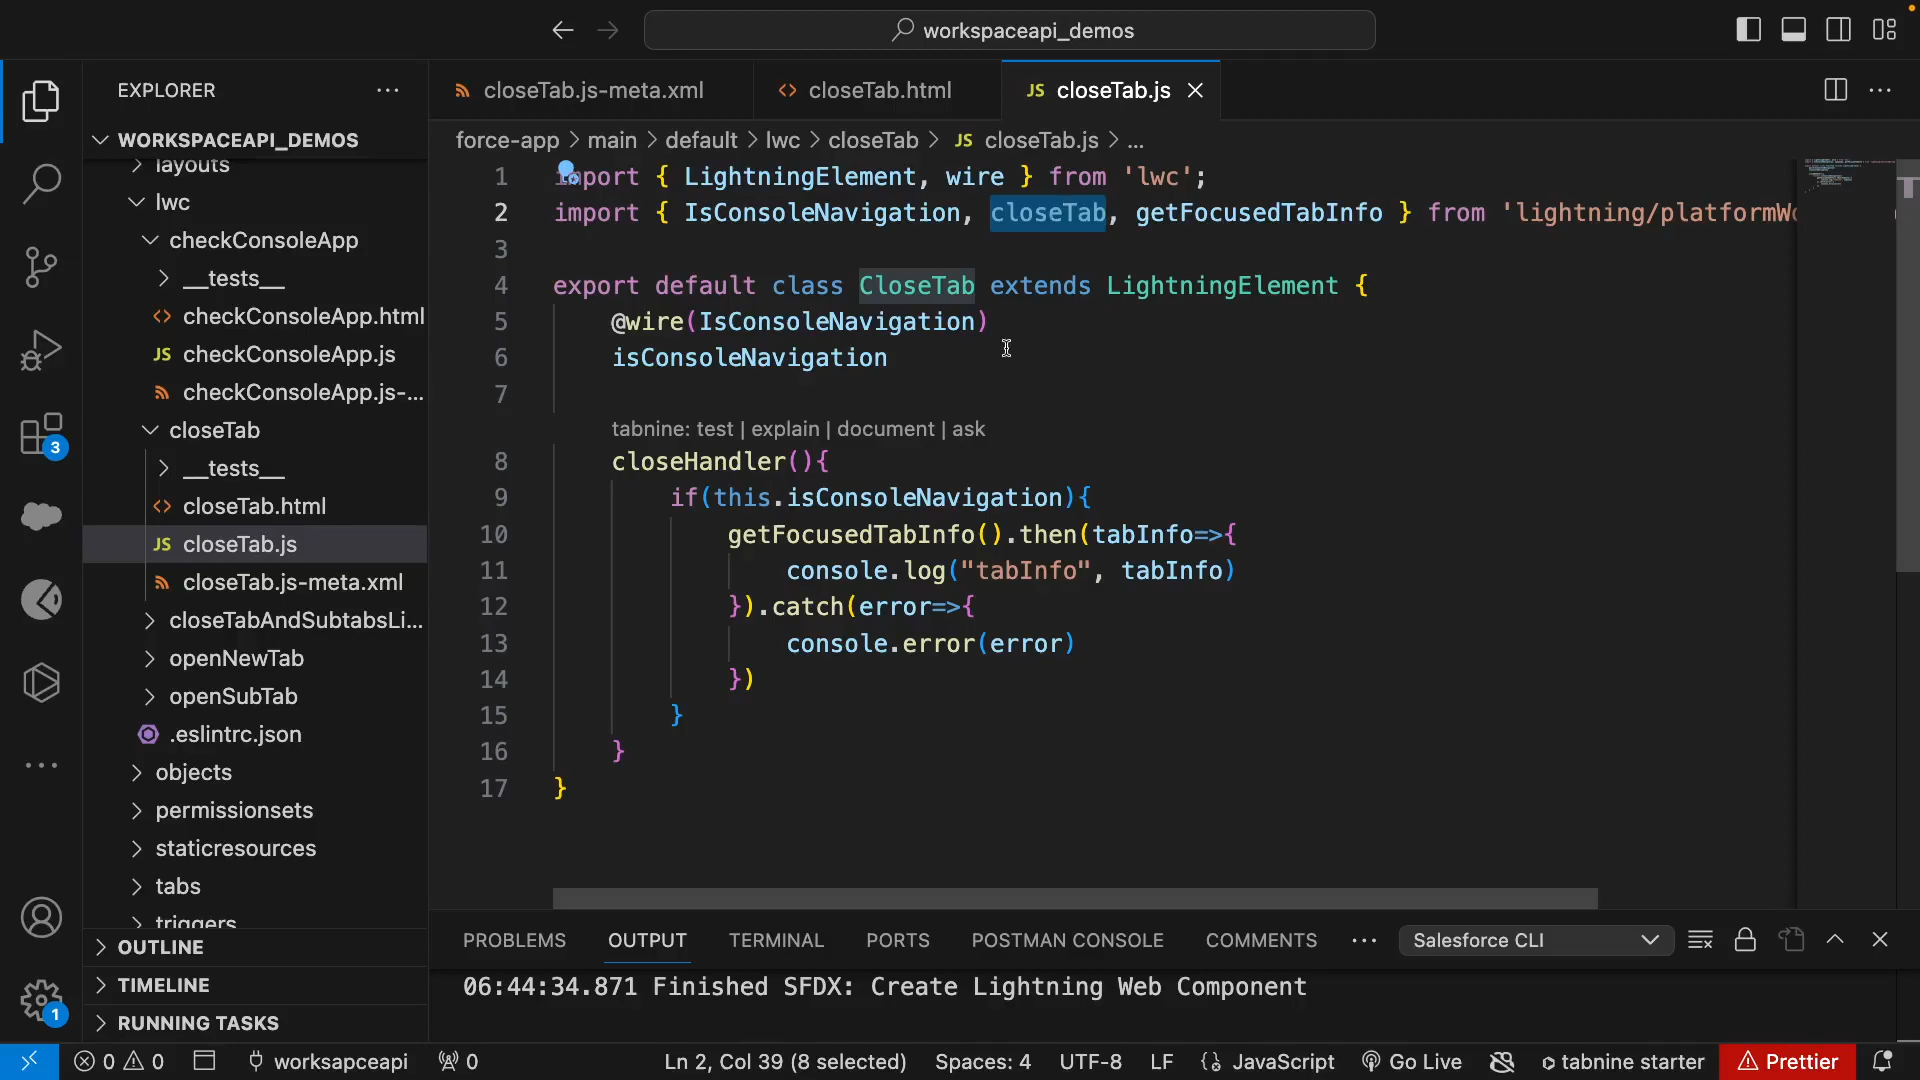 workspaceapi_demos
EXPLORER
WORKSPACEAPI_DEMOS
layouts
lwc
checkConsoleApp
__tests__
checkConsoleApp.html
JS checkConsoleApp.js
checkConsoleApp.js-...
closeTab
__tests__
closeTab.html
JS closeTab.js
closeTab.js-meta.xml
closeTabAndSubtabsLi...
openNewTab
openSubTab
.eslintrc.json
objects
permissionsets
staticresources
tabs
triggers
OUTLINE
TIMELINE
RUNNING TASKS
3
1
closeTab.js-meta.xml
closeTab.html
JS closeTab.js
force-app > main > default > lwc > closeTab > JS closeTab.js > ...
1 import { LightningElement, wire } from 'lwc';
2 import { IsConsoleNavigation, closeTab, getFocusedTabInfo } from 'lightning/platformWo
3
4 export default class CloseTab extends LightningElement {
5 @wire(IsConsoleNavigation)
6 isConsoleNavigation
7
tabnine: test | explain | document | ask
8 closeHandler(){
9 if(this.isConsoleNavigation){
10 getFocusedTabInfo().then(tabInfo=>{
11 console.log("tabInfo", tabInfo)
12 }).catch(error=>{
13 console.error(error)
14 })
15 }
16 }
17 }
PROBLEMS OUTPUT TERMINAL PORTS POSTMAN CONSOLE COMMENTS ... Salesforce CLI
06:44:34.871 Finished SFDX: Create Lightning Web Component
0 0 worksapceapi 0 Ln 2, Col 39 (8 selected) Spaces: 4 UTF-8 LF {} JavaScript Go Live tabnine starter Prettier